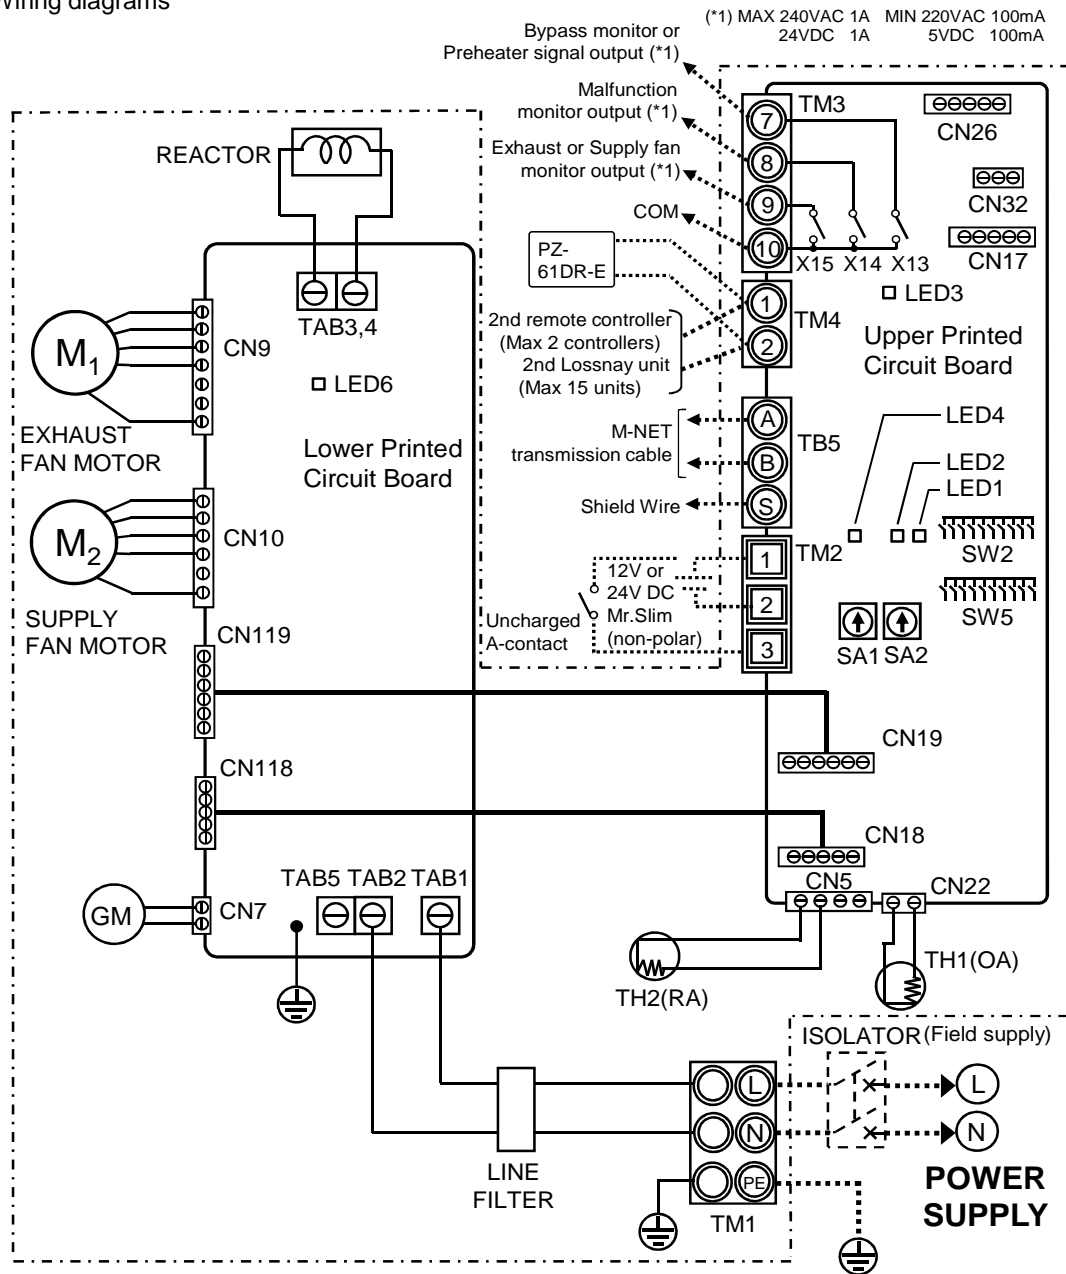 Wiring diagrams
(*1) MAX 240VAC 1A MIN 220VAC 100mA
24VDC 1A 5VDC 100mA
Bypass monitor or
Preheater signal output (*1)
Malfunction
monitor output (*1)
Exhaust or Supply fan
monitor output (*1)
COM
7
8
9
10
TM3
X15 X14 X13
CN26
CN32
CN17
LED3
PZ-
61DR-E
1
2
TM4
Upper Printed
Circuit Board
2nd remote controller
(Max 2 controllers)
2nd Lossnay unit
(Max 15 units)
M-NET
transmission cable
Shield Wire
A
B
S
TB5
LED4
LED2
LED1
SW2
SW5
SA1 SA2
1
2
3
TM2
12V or
24V DC
Mr.Slim
(non-polar)
Uncharged
A-contact
REACTOR
TAB3,4
LED6
Lower Printed
Circuit Board
M1
EXHAUST
FAN MOTOR
CN9
M2
SUPPLY
FAN MOTOR
CN10
CN119
CN19
CN118
CN18
CN5
CN22
TAB5 TAB2 TAB1
GM
CN7
TH2(RA)
TH1(OA)
ISOLATOR (Field supply)
L
N
PE
TM1
L
N
LINE
FILTER
POWER
SUPPLY